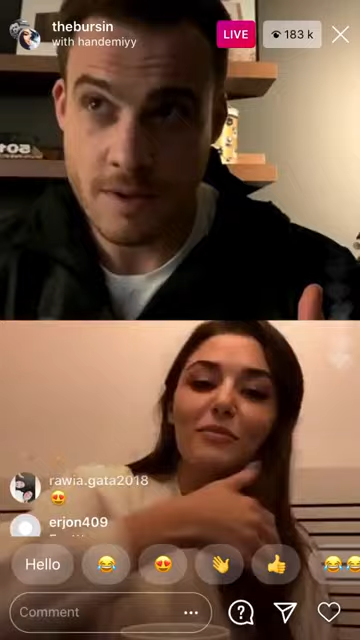 thebursin
with handemiyy
LIVE
183 k
rawia.gata2018
😍
erjon409
Hello
Comment